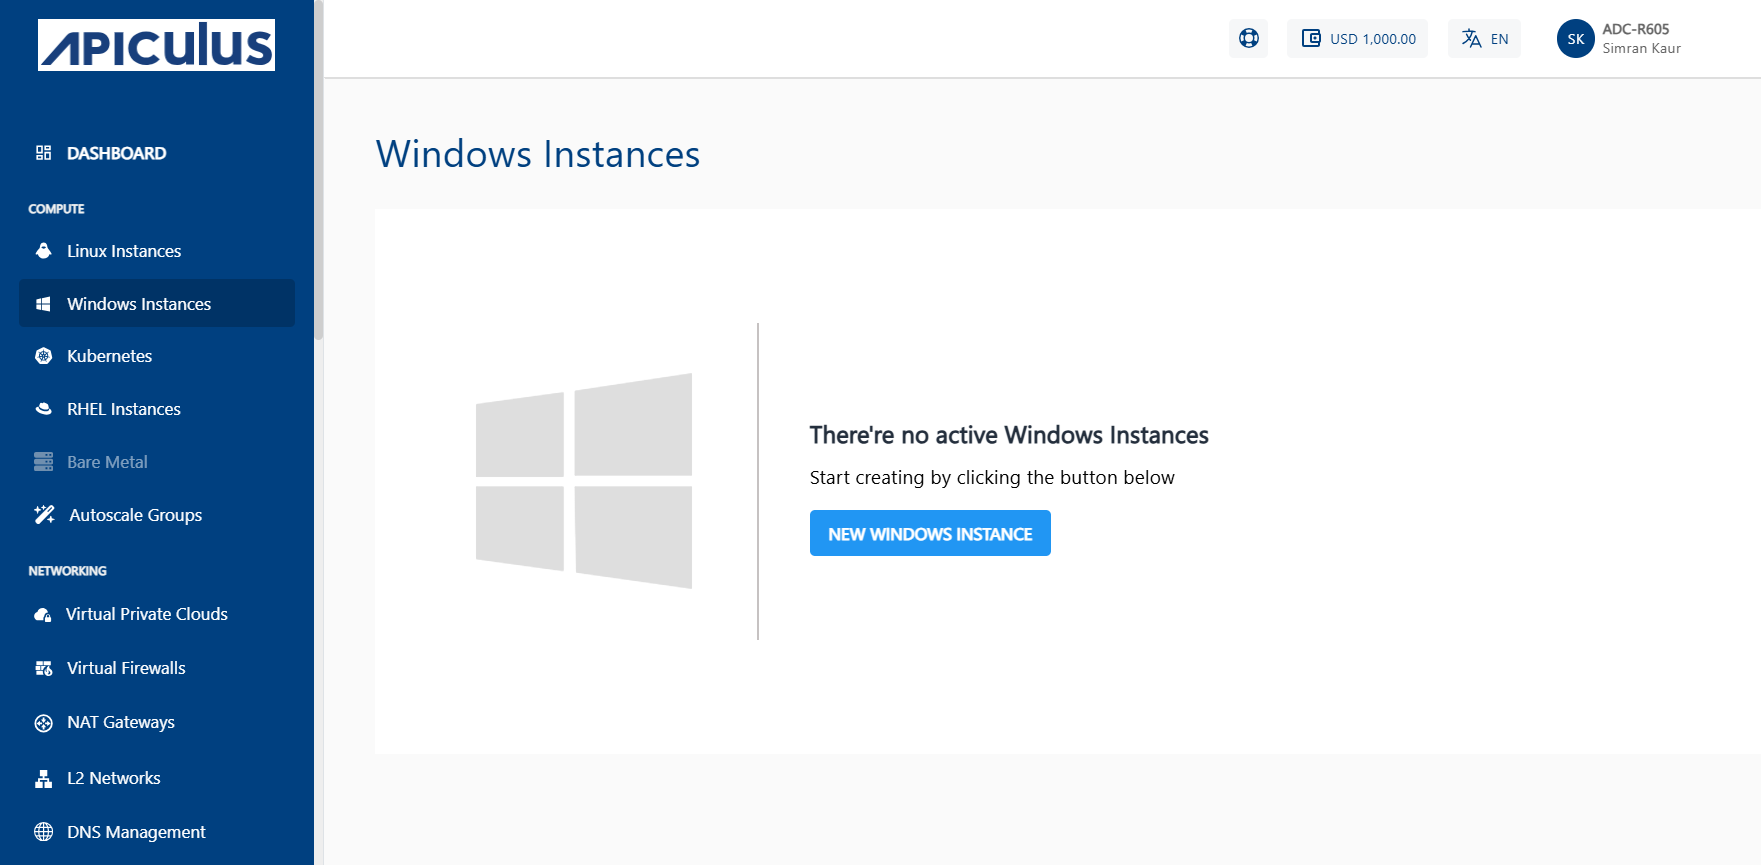 APICULUS
DASHBOARD
COMPUTE
Linux Instances
Windows Instances
Kubernetes
RHEL Instances
Bare Metal
Autoscale Groups
NETWORKING
Virtual Private Clouds
Virtual Firewalls
NAT Gateways
L2 Networks
DNS Management
USD 1,000.00
EN
SK
ADC-R605
Simran Kaur
Windows Instances
There're no active Windows Instances
Start creating by clicking the button below
NEW WINDOWS INSTANCE